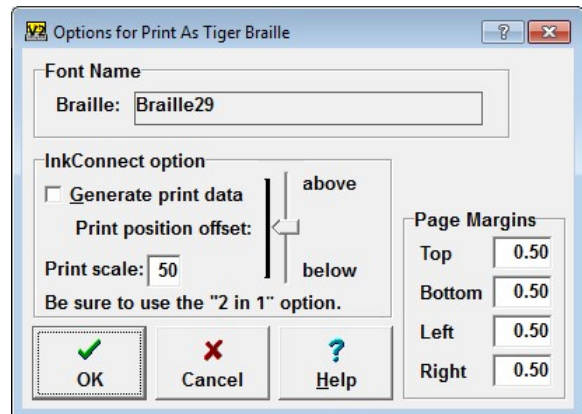 V2 Options for Print As Tiger Braille
Font Name
Braille: Braille29
InkConnect option
Generate print data
Print position offset:
above
below
Print scale: 50
Be sure to use the "2 in 1" option.
Page Margins
Top 0.50
Bottom 0.50
Left 0.50
Right 0.50
OK
Cancel
? Help